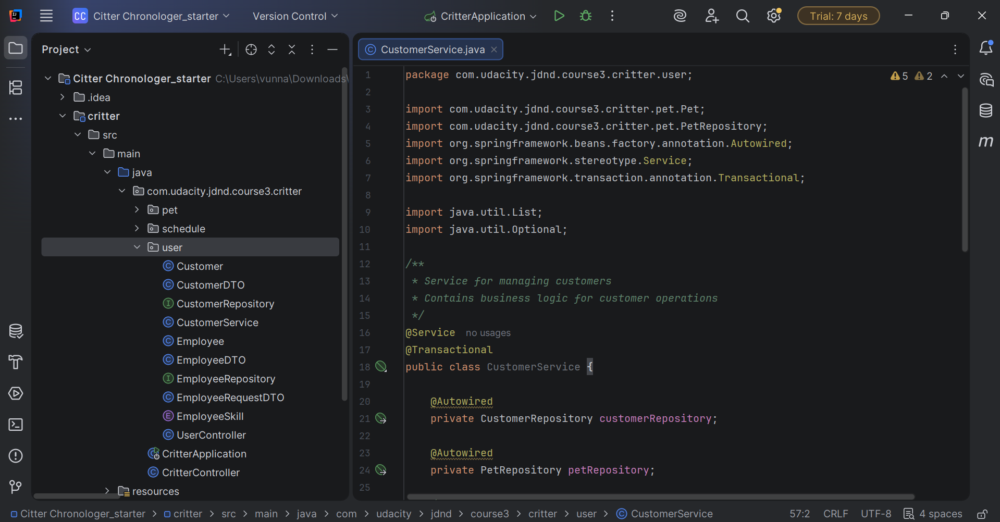 CC Citter Chronologer_starter Version Control CritterApplication Trial: 7 days
Project
Citter Chronologer_starter C:\Users\vunna\Downloads\
.idea
critter
src
main
java
com.udacity.jdnd.course3.critter
pet
schedule
user
Customer
CustomerDTO
CustomerRepository
CustomerService
Employee
EmployeeDTO
EmployeeRepository
EmployeeRequestDTO
EmployeeSkill
UserController
CritterApplication
CritterController
resources
CustomerService.java
5 2
1 package com.udacity.jdnd.course3.critter.user;
2
3 import com.udacity.jdnd.course3.critter.pet.Pet;
4 import com.udacity.jdnd.course3.critter.pet.PetRepository;
5 import org.springframework.beans.factory.annotation.Autowired;
6 import org.springframework.stereotype.Service;
7 import org.springframework.transaction.annotation.Transactional;
8
9 import java.util.List;
10 import java.util.Optional;
11
12 /**
13 * Service for managing customers
14 * Contains business logic for customer operations
15 */
16 @Service no usages
17 @Transactional
18 public class CustomerService {
19
20 @Autowired
21 private CustomerRepository customerRepository;
22
23 @Autowired
24 private PetRepository petRepository;
25
Citter Chronologer_starter > critter > src > main > java > com > udacity > jdnd > course3 > critter > user > CustomerService 57:2 CRLF UTF-8 4 spaces